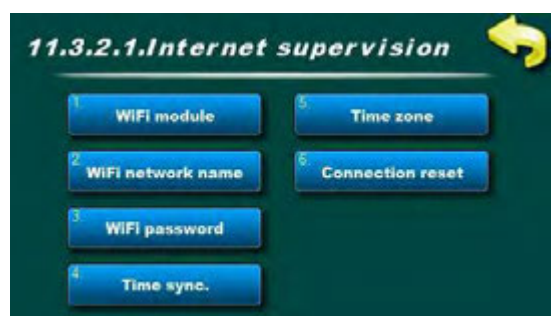 11.3.2.1.Internet supervision
1. WiFi module
2. WiFi network name
3. WiFi password
4. Time sync.
5. Time zone
6. Connection reset